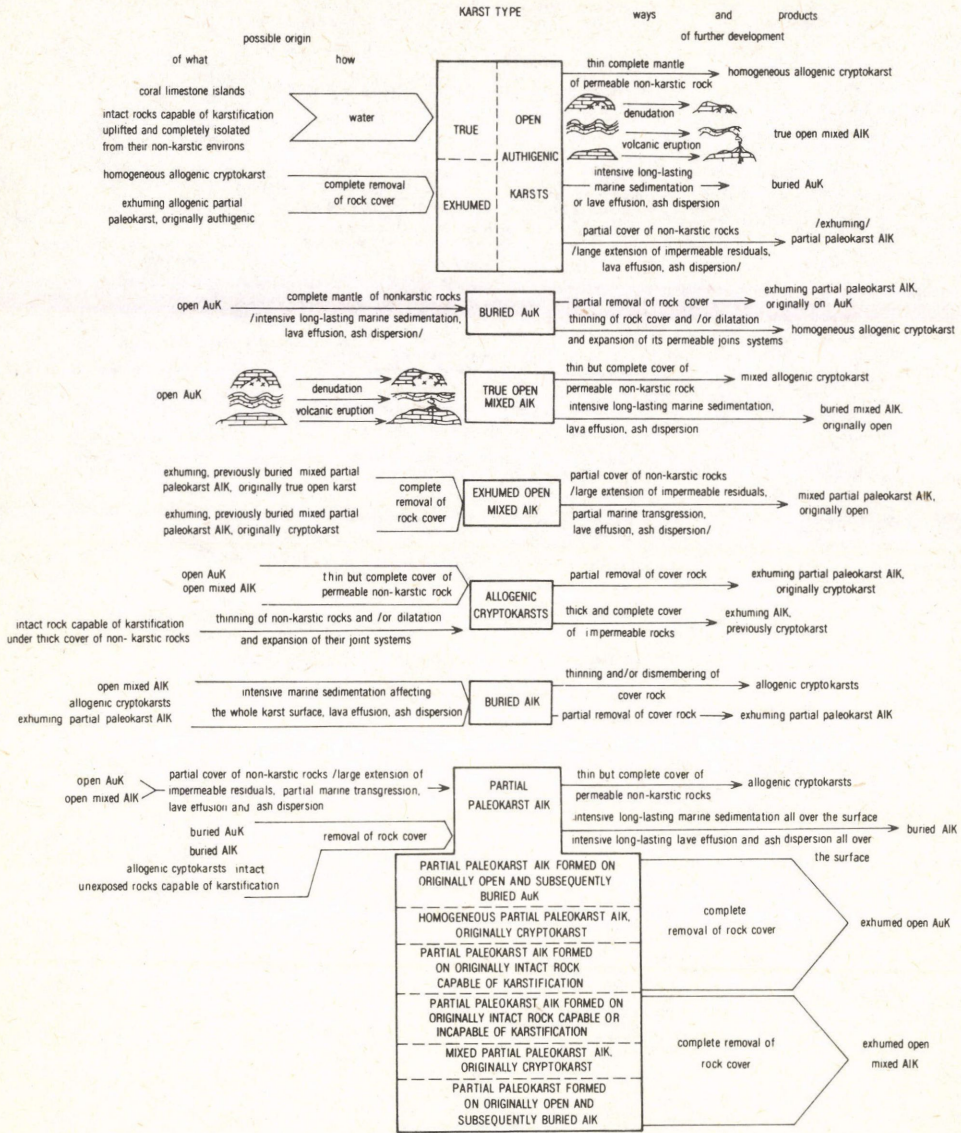 KARST TYPE
ways and products
of further development
possible origin
of what how
coral limestone islands
intact rocks capable of karstification
uplifted and completely isolated
from their non-karstic environs
water
homogeneous allogenic cryptokarst
exhuming allogenic partial
paleokarst, originally authigenic
complete removal
of rock cover
TRUE
EXHUMED
OPEN
AUTHIGENIC
KARSTS
thin complete mantle
of permeable non-karstic rock
homogeneous allogenic cryptokarst
denudation
volcanic eruption
true open mixed AlK
intensive long-lasting
marine sedimentation
or lave effusion, ash dispersion
buried AuK
partial cover of non-karstic rocks
/lange extension of impermeable residuals,
lava effusion, ash dispersion/
/exhuming/
partial paleokarst AlK
open AuK
complete mantle of nonkarstic rocks
/intensive long-lasting marine sedimentation,
lava effusion, ash dispersion/
BURIED AuK
partial removal of rock cover
exhuming partial paleokarst AlK,
originally on AuK
thinning of rock cover and /or dilatation
and expansion of its permeable joins systems
homogeneous allogenic cryptokarst
open AuK
denudation
volcanic eruption
TRUE OPEN
MIXED AlK
thin but complete cover of
permeable non-karstic rock
mixed allogenic cryptokarst
intensive long-lasting marine sedimentation,
lava effusion, ash dispersion
buried mixed AlK.
originally open
exhuming, previously buried mixed partial
paleokarst AlK, originally true open karst
exhuming, previously buried mixed partial
paleokarst AlK, originally cryptokarst
complete
removal of
rock cover
EXHUMED OPEN
MIXED AlK
partial cover of non-karstic rocks
/large extension of impermeable residuals,
partial marine transgression,
lave effusion, ash dispersion/
mixed partial paleokarst AlK,
originally open
open AuK
open mixed AlK
thin but complete cover of
permeable non-karstic rock
intact rock capable of karstification
under thick cover of non- karstic rocks
thinning of non-karstic rocks and /or dilatation
and expansion of their joint systems
ALLOGENIC
CRYPTOKARSTS
partial removal of cover rock
exhuming partial paleokarst AlK,
originally cryptokarst
thick and complete cover
of impermeable rocks
exhuming AlK,
previously cryptokarst
open mixed AlK
allogenic cryptokarsts
exhuming partial paleokarst AlK
intensive marine sedimentation affecting
the whole karst surface, lava effusion, ash dispersion
BURIED AlK
thinning and/or dismembering of
cover rock
allogenic cryptokarsts
partial removal of cover rock
exhuming partial paleokarst AlK
open AuK
open mixed AlK
partial cover of non-karstic rocks /large extension of
impermeable residuals, partial marine transgression,
lave effusion and ash dispersion
buried AuK
buried AlK
allogenic cyptokarsts intact
unexposed rocks capable of karstification
removal of rock cover
PARTIAL
PALEOKARST AlK
thin but complete cover of
permeable non-karstic rocks
allogenic cryptokarsts
intensive long-lasting marine sedimentation all over the surface
intensive long-lasting lave effusion and ash dispersion all over
the surface
buried AlK
PARTIAL PALEOKARST AlK FORMED ON
ORIGINALLY OPEN AND SUBSEQUENTLY
BURIED AuK
HOMOGENEOUS PARTIAL PALEOKARST AlK,
ORIGINALLY CRYPTOKARST
PARTIAL PALEOKARST AlK FORMED
ON ORIGINALLY INTACT ROCK
CAPABLE OF KARSTIFICATION
complete
removal of rock cover
exhumed open AuK
PARTIAL PALEOKARST AlK FORMED ON
ORIGINALLY INTACT ROCK CAPABLE OR
INCAPABLE OF KARSTIFICATION
MIXED PARTIAL PALEOKARST AlK.
ORIGINALLY CRYPTOKARST
PARTIAL PALEOKARST FORMED
ON ORIGINALLY OPEN AND
SUBSEQUENTLY BURIED AlK
complete removal of
rock cover
exhumed open
mixed AlK